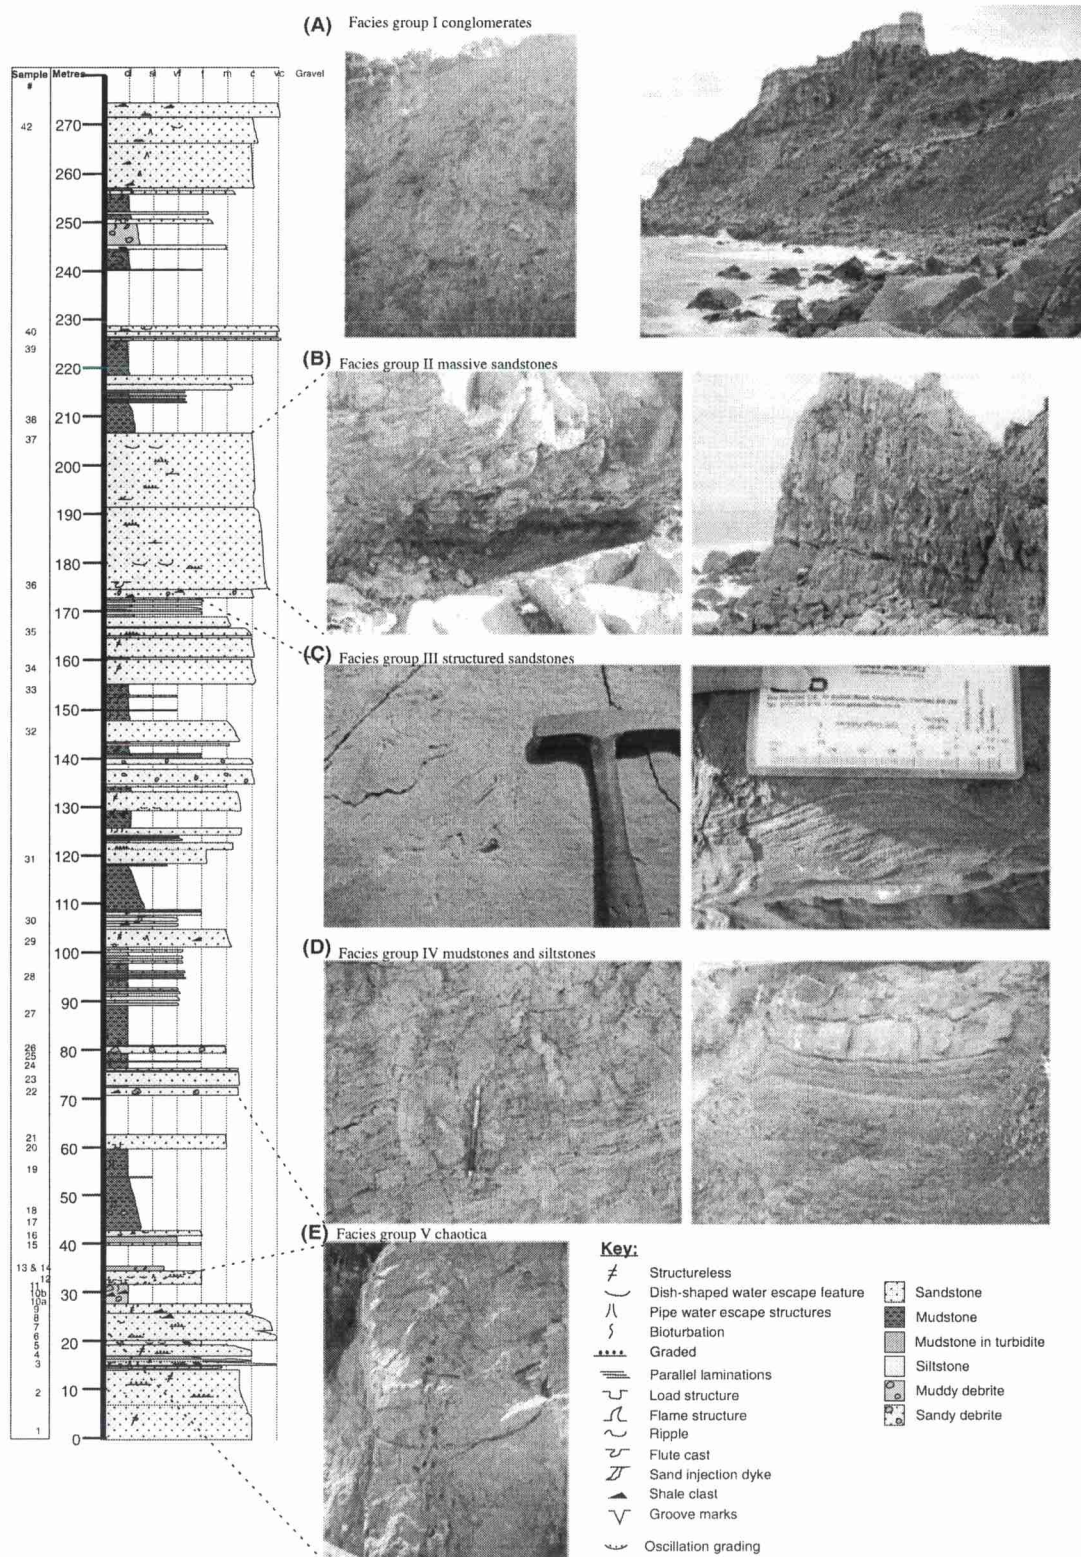 (A) Facies group I conglomerates
Sample Metres cl si vf f m c vc Gravel
#
42
270
260
250
240
230
40
39
220
38
210
37
200
190
180
36
170
35
160
34
33
150
32
140
130
31
120
110
30
29
100
28
90
27
26
80
25
24
23
22
70
21
60
20
19
50
18
17
16
40
15
13 & 14
12
11
30
10b
10a
9
8
7
6
20
5
4
3
10
2
1
0
(B) Facies group II massive sandstones
(C) Facies group III structured sandstones
(D) Facies group IV mudstones and siltstones
(E) Facies group V chaotica
Key:
Structureless
Dish-shaped water escape feature
Pipe water escape structures
Bioturbation
Graded
Parallel laminations
Load structure
Flame structure
Ripple
Flute cast
Sand injection dyke
Shale clast
Groove marks
Oscillation grading
Sandstone
Mudstone
Mudstone in turbidite
Siltstone
Muddy debrite
Sandy debrite